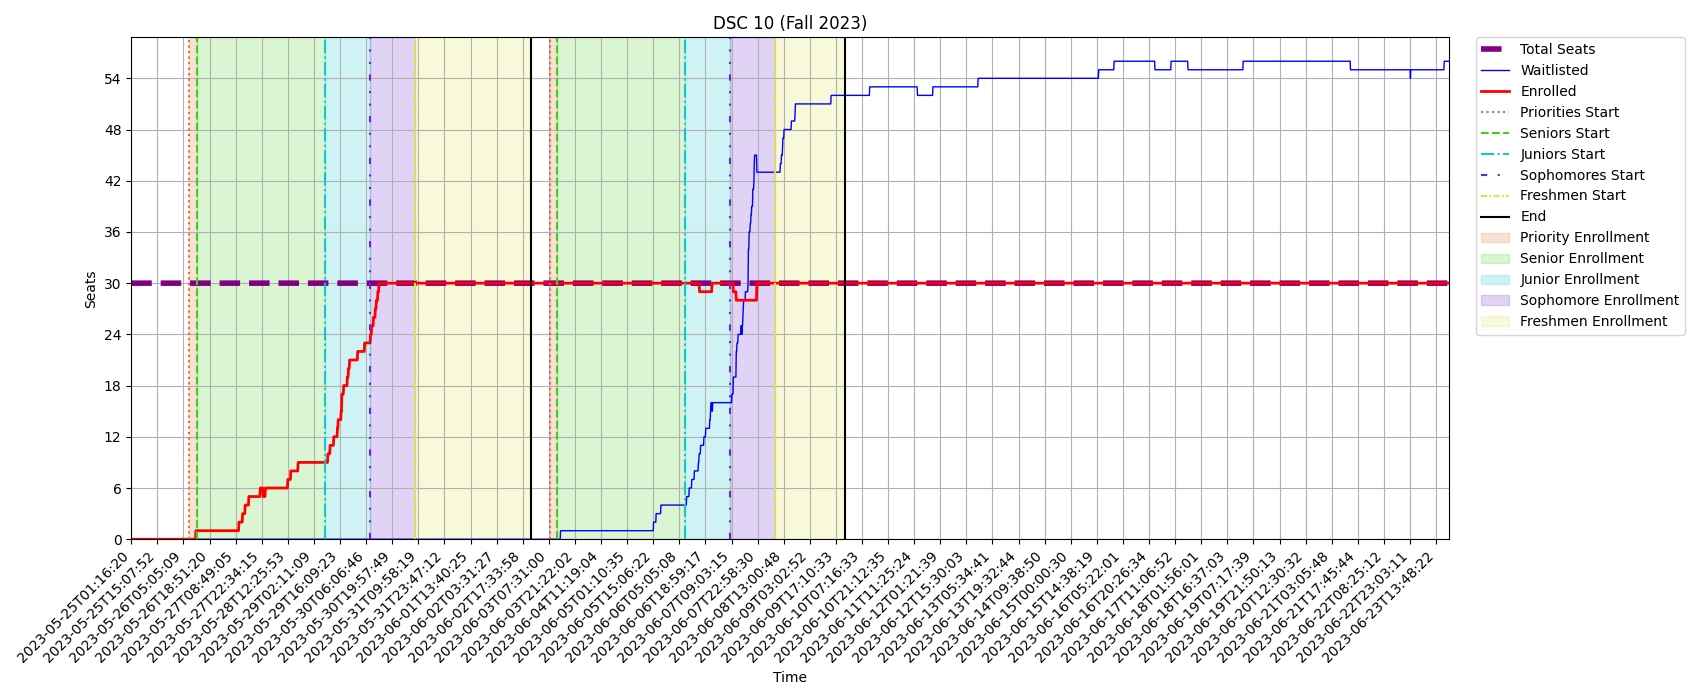 DSC 10 (Fall 2023)
Seats
54
48
42
36
30
24
18
12
6
0
2023-05-25T01:16:20
2023-05-25T15:07:52
2023-05-26T05:05:09
2023-05-26T18:51:20
2023-05-27T08:49:05
2023-05-27T22:34:15
2023-05-28T12:25:53
2023-05-29T02:11:09
2023-05-29T16:09:23
2023-05-30T06:06:46
2023-05-30T19:57:49
2023-05-31T09:58:19
2023-05-31T23:47:12
2023-06-01T13:40:25
2023-06-02T03:31:27
2023-06-02T17:33:58
2023-06-03T07:31:00
2023-06-03T21:22:02
2023-06-04T11:19:04
2023-06-05T01:10:35
2023-06-05T15:06:22
2023-06-06T05:05:08
2023-06-06T18:59:17
2023-06-07T09:03:15
2023-06-07T22:58:30
2023-06-08T13:00:48
2023-06-09T03:02:52
2023-06-09T17:10:33
2023-06-10T07:16:33
2023-06-10T21:12:35
2023-06-11T11:25:24
2023-06-12T01:21:39
2023-06-12T15:30:03
2023-06-13T05:34:41
2023-06-13T19:32:44
2023-06-14T09:38:50
2023-06-15T00:00:30
2023-06-15T14:38:19
2023-06-16T05:22:01
2023-06-16T20:26:34
2023-06-17T11:06:52
2023-06-18T01:56:01
2023-06-18T16:37:03
2023-06-19T07:17:39
2023-06-19T21:50:13
2023-06-20T12:30:32
2023-06-21T03:05:48
2023-06-21T17:45:44
2023-06-22T08:25:12
2023-06-22T23:03:11
2023-06-23T13:48:22
Time
Total Seats
Waitlisted
Enrolled
Priorities Start
Seniors Start
Juniors Start
Sophomores Start
Freshmen Start
End
Priority Enrollment
Senior Enrollment
Junior Enrollment
Sophomore Enrollment
Freshmen Enrollment